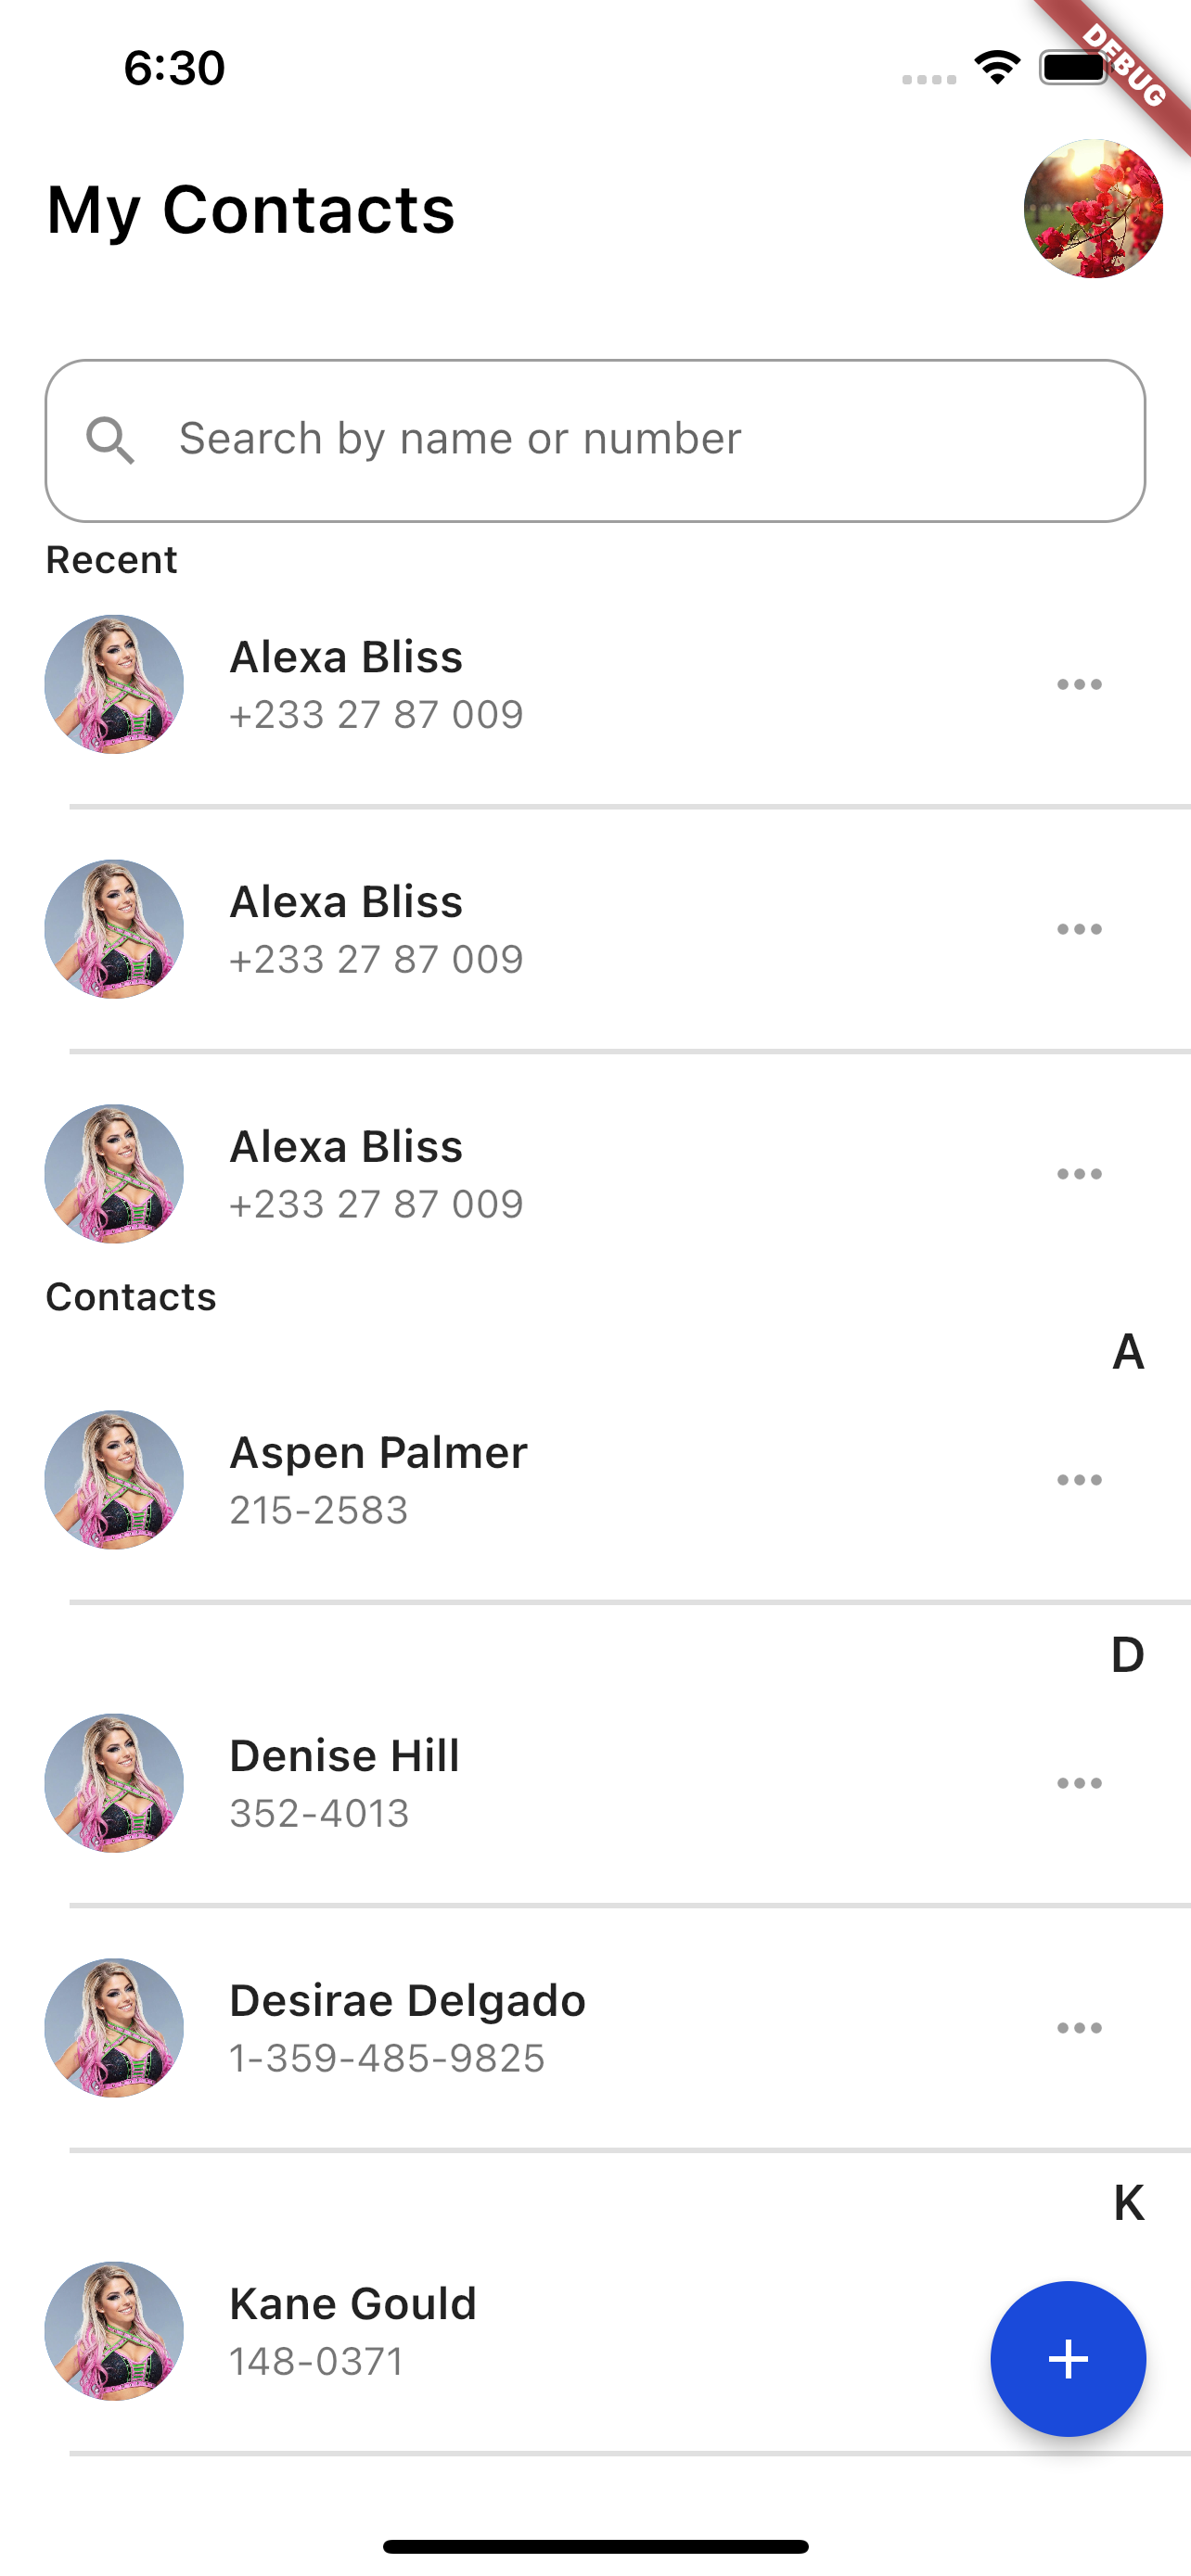 6:30
DEBUG
My Contacts
Search by name or number
Recent
Alexa Bliss
+233 27 87 009
Alexa Bliss
+233 27 87 009
Alexa Bliss
+233 27 87 009
Contacts
A
Aspen Palmer
215-2583
D
Denise Hill
352-4013
Desirae Delgado
1-359-485-9825
K
Kane Gould
148-0371